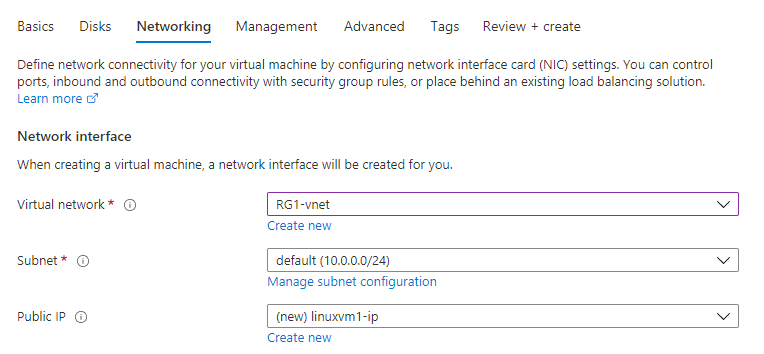 Basics Disks Networking Management Advanced Tags Review + create
Define network connectivity for your virtual machine by configuring network interface card (NIC) settings. You can control
ports, inbound and outbound connectivity with security group rules, or place behind an existing load balancing solution.
Learn more
Network interface
When creating a virtual machine, a network interface will be created for you.
Virtual network * RG1-vnet
Create new
Subnet * default (10.0.0.0/24)
Manage subnet configuration
Public IP (new) linuxvm1-ip
Create new